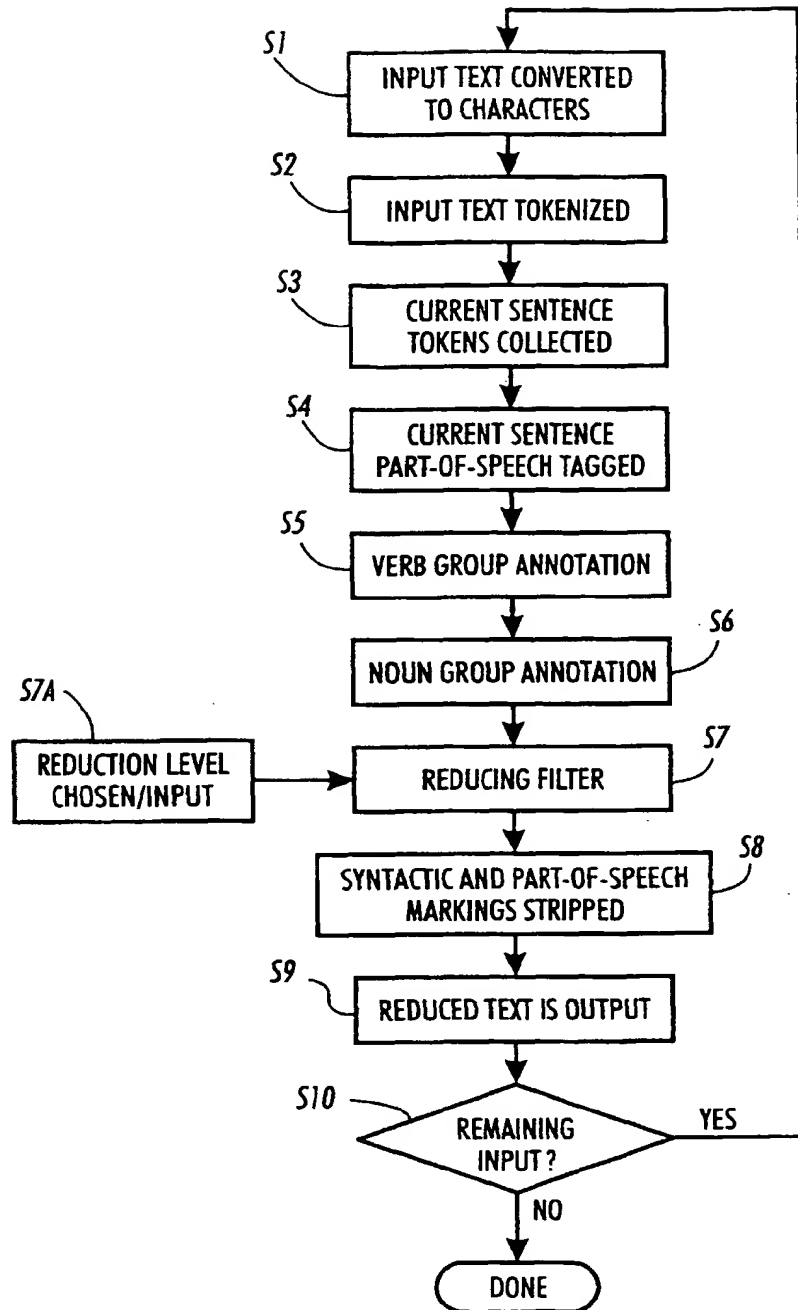 S1
INPUT TEXT CONVERTED
TO CHARACTERS
S2
INPUT TEXT TOKENIZED
S3
CURRENT SENTENCE
TOKENS COLLECTED
S4
CURRENT SENTENCE
PART-OF-SPEECH TAGGED
S5
VERB GROUP ANNOTATION
S6
NOUN GROUP ANNOTATION
S7A
REDUCTION LEVEL
CHOSEN/INPUT
S7
REDUCING FILTER
S8
SYNTACTIC AND PART-OF-SPEECH
MARKINGS STRIPPED
S9
REDUCED TEXT IS OUTPUT
S10
REMAINING
INPUT?
YES
NO
DONE